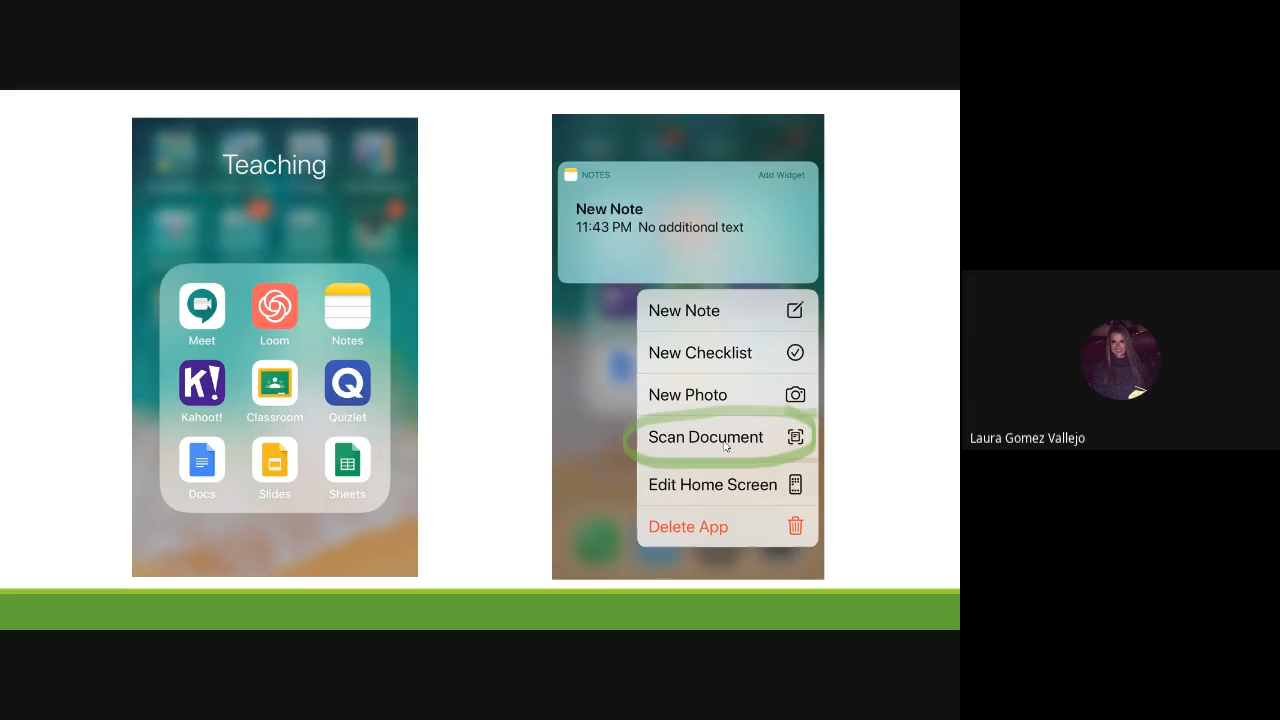 Teaching
Meet Loom Notes
K!
Kahoot! Classroom Quizlet
Docs Slides Sheets
NOTES Add Widget
New Note
11:43 PM No additional text
New Note
New Checklist
New Photo
Scan Document
Edit Home Screen
Delete App
Laura Gomez Vallejo